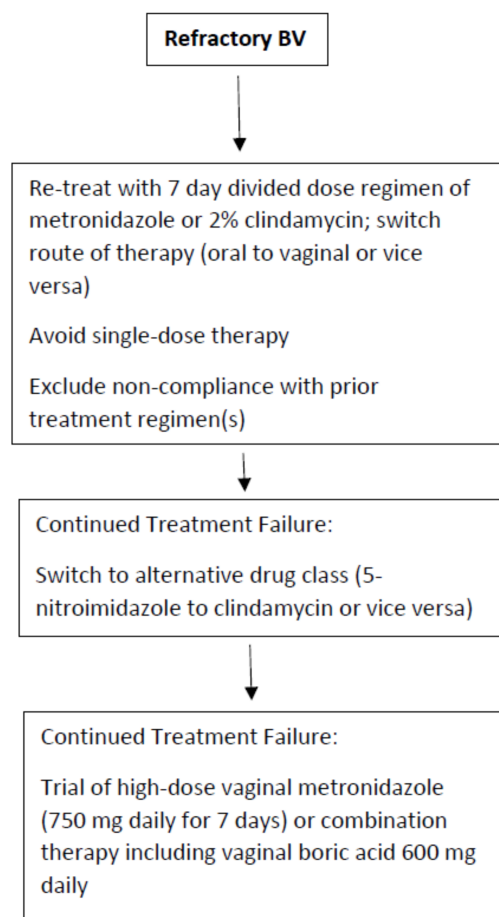 Refractory BV
Re-treat with 7 day divided dose regimen of
metronidazole or 2% clindamycin; switch
route of therapy (oral to vaginal or vice
versa)
Avoid single-dose therapy
Exclude non-compliance with prior
treatment regimen(s)
Continued Treatment Failure:
Switch to alternative drug class (5-
nitroimidazole to clindamycin or vice versa)
Continued Treatment Failure:
Trial of high-dose vaginal metronidazole
(750 mg daily for 7 days) or combination
therapy including vaginal boric acid 600 mg
daily